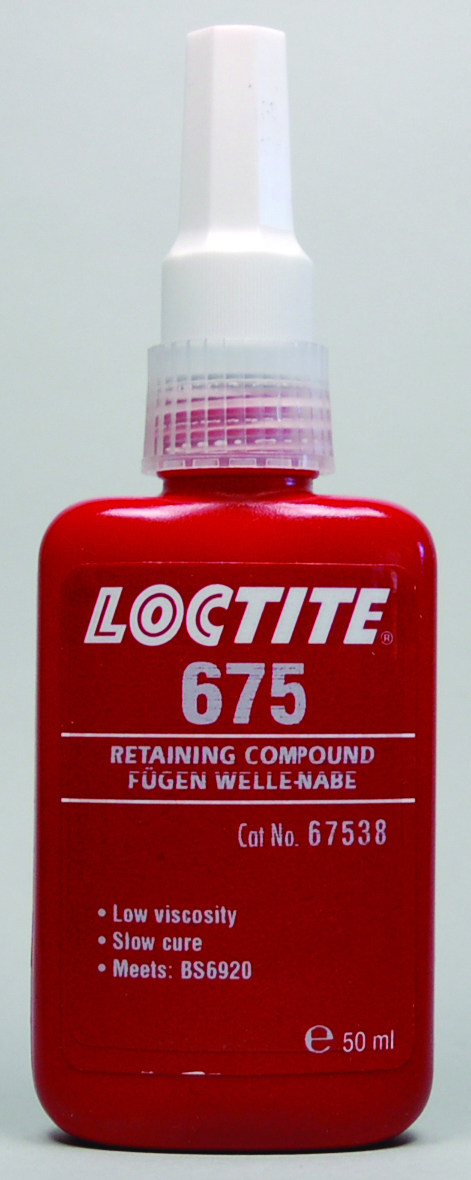 LOCTITE®
675
RETAINING COMPOUND
FÜGEN WELLE-NABE
Cat No. 67538
• Low viscosity
• Slow cure
• Meets: BS6920
℮ 50 ml